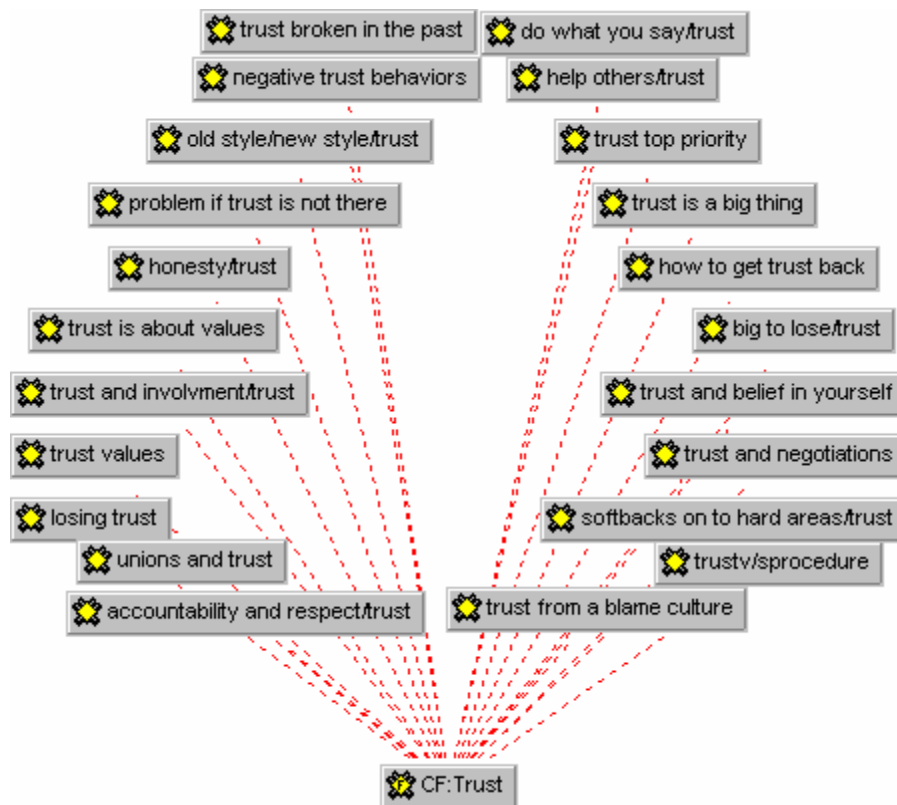 trust broken in the past
do what you say/trust
negative trust behaviors
help others/trust
old style/new style/trust
trust top priority
problem if trust is not there
trust is a big thing
honesty/trust
how to get trust back
trust is about values
big to lose/trust
trust and involvment/trust
trust and belief in yourself
trust values
trust and negotiations
losing trust
softbacks on to hard areas/trust
unions and trust
trustv/sprocedure
accountability and respect/trust
trust from a blame culture
F CF:Trust